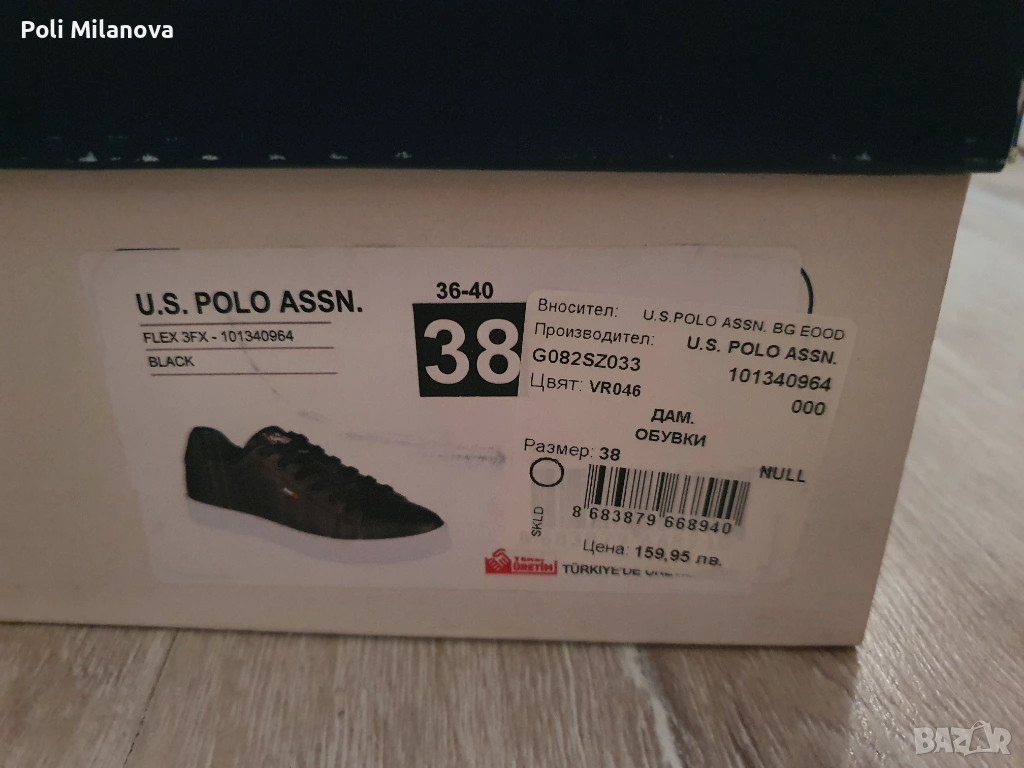 Poli Milanova
U.S. POLO ASSN.
FLEX 3FX - 101340964
BLACK
36-40
38
Вносител: U.S.POLO ASSN. BG ЕООД
Производител: U.S. POLO ASSN.
G082SZ033 101340964
Цвят: VR046 000
ДАМ.
ОБУВКИ
Размер: 38
NULL
SKLD
8 683879 668940
Цена: 159,95 лв.
ÜRETİM
TÜRKİYE'DE
BAZAR